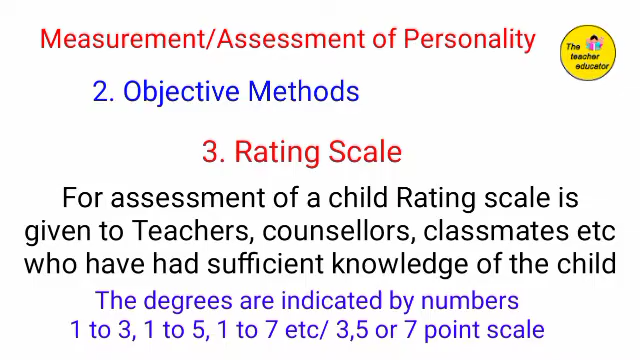 Measurement/Assessment of Personality
The
teacher
educator
2. Objective Methods
3. Rating Scale
For assessment of a child Rating scale is
given to Teachers, counsellors, classmates etc
who have had sufficient knowledge of the child
The degrees are indicated by numbers
1 to 3, 1 to 5, 1 to 7 etc/ 3,5 or 7 point scale